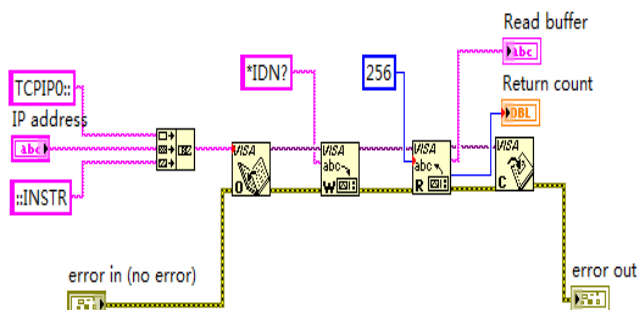 Read buffer
abc
*IDN?
256
TCPIP0::
Return count
DBL
IP address
abc
VISA
abc
W
VISA
abc
R
VISA
C
VISA
O
::INSTR
error in (no error)
error out